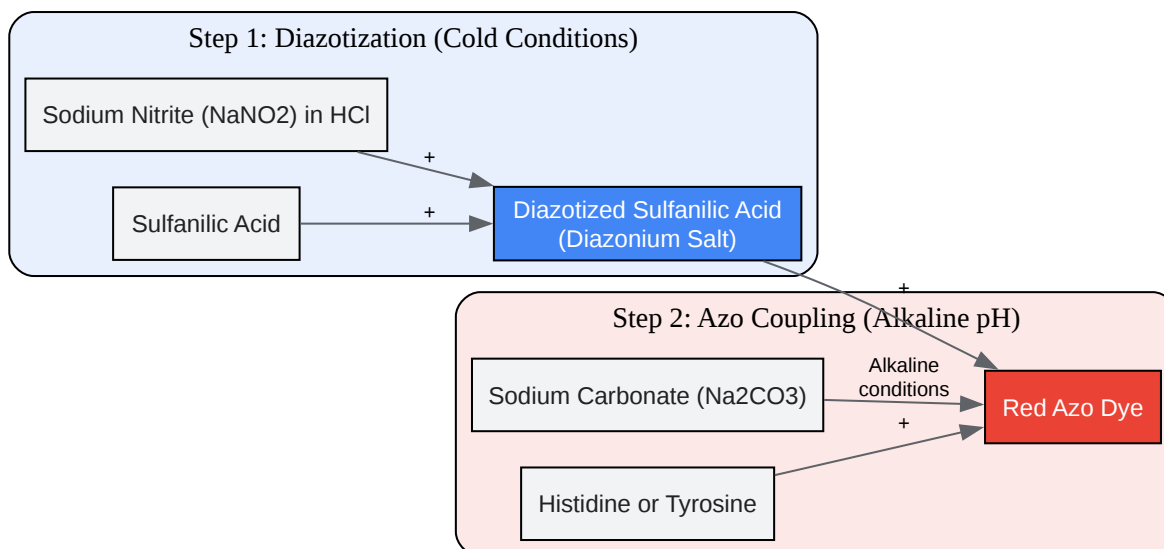 Step 1: Diazotization (Cold Conditions)
Sodium Nitrite (NaNO2) in HCl
+
Sulfanilic Acid
+
Diazotized Sulfanilic Acid
(Diazonium Salt)
+
Step 2: Azo Coupling (Alkaline pH)
Sodium Carbonate (Na2CO3)
Alkaline
conditions
Red Azo Dye
+
Histidine or Tyrosine